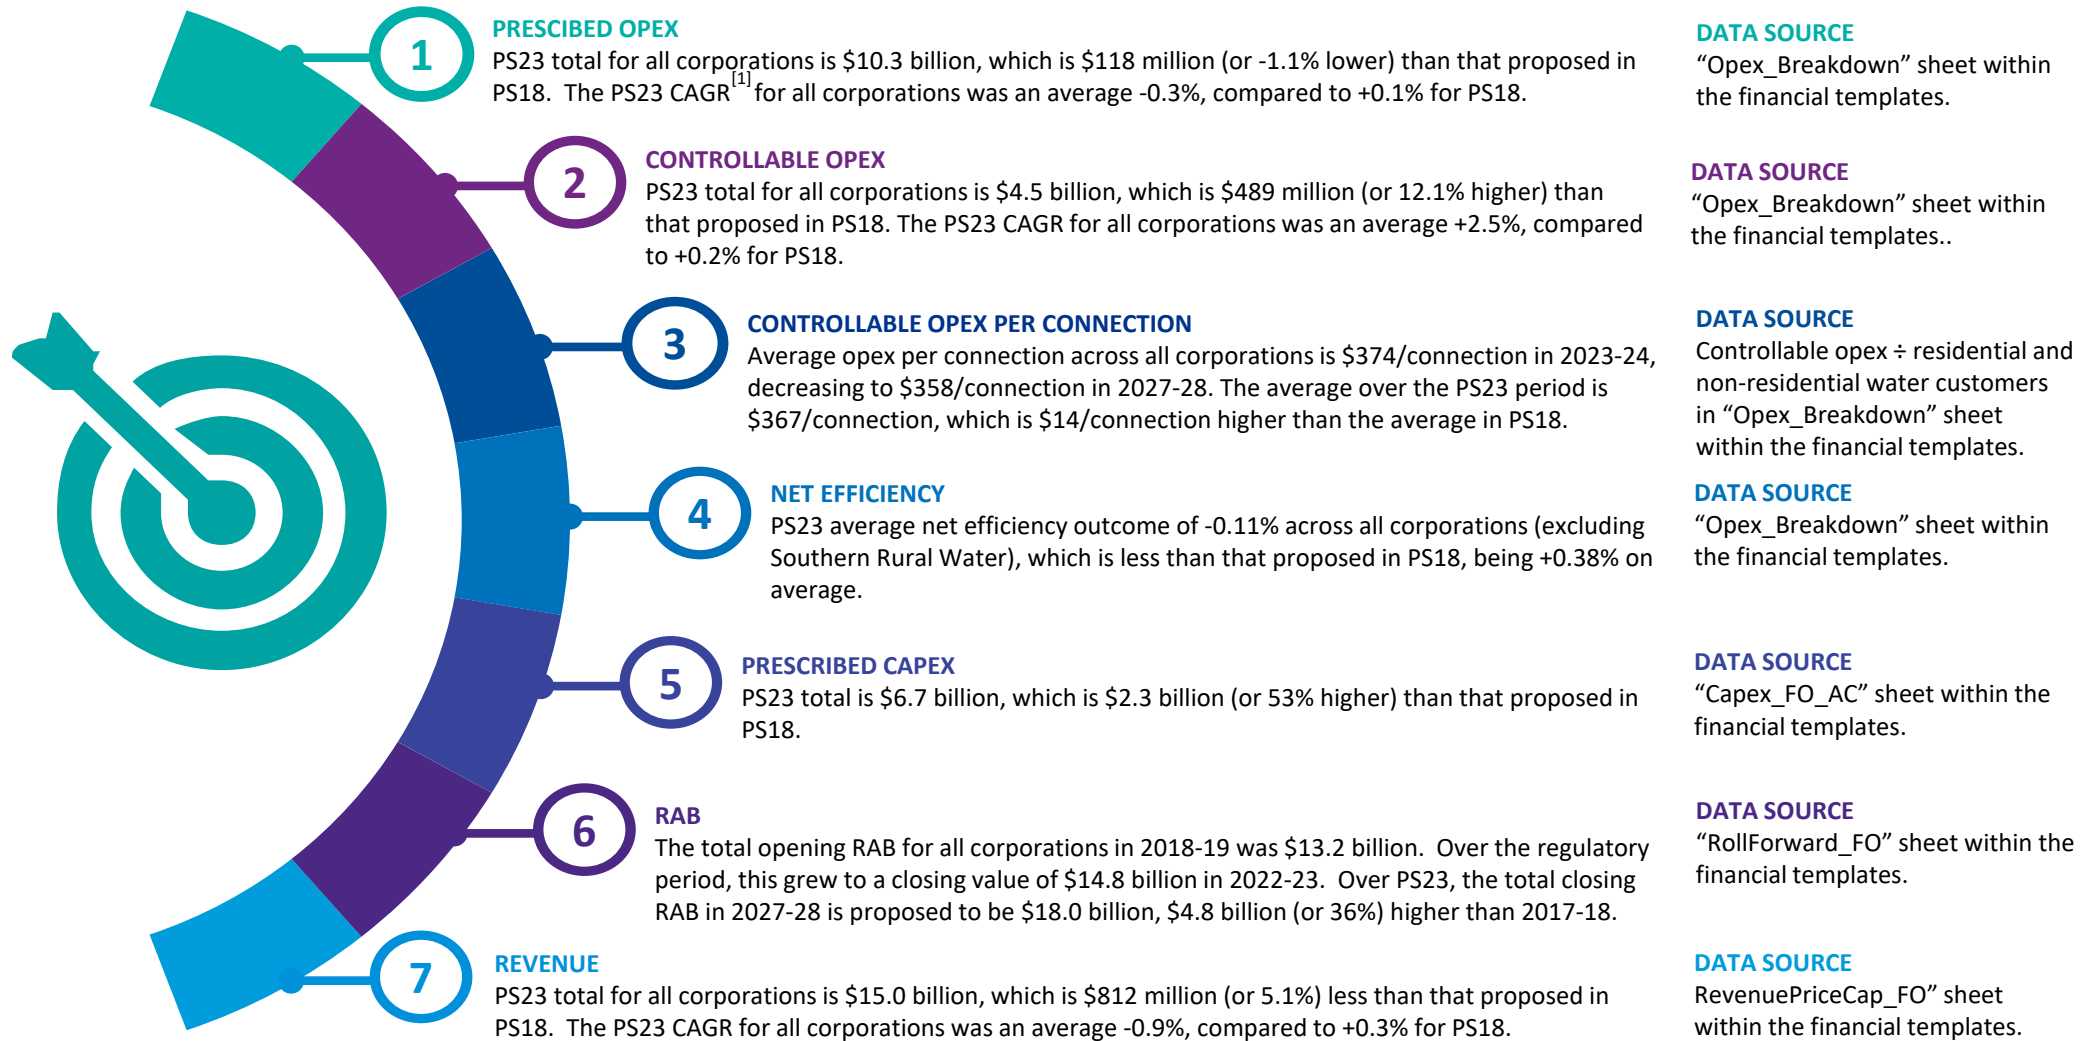 1
PRESCIBED OPEX
PS23 total for all corporations is $10.3 billion, which is $118 million (or -1.1% lower) than that proposed in
PS18. The PS23 CAGR[1] for all corporations was an average -0.3%, compared to +0.1% for PS18.
DATA SOURCE
“Opex_Breakdown” sheet within
the financial templates.
2
CONTROLLABLE OPEX
PS23 total for all corporations is $4.5 billion, which is $489 million (or 12.1% higher) than
that proposed in PS18. The PS23 CAGR for all corporations was an average +2.5%, compared
to +0.2% for PS18.
DATA SOURCE
“Opex_Breakdown” sheet within
the financial templates..
3
CONTROLLABLE OPEX PER CONNECTION
Average opex per connection across all corporations is $374/connection in 2023-24,
decreasing to $358/connection in 2027-28. The average over the PS23 period is
$367/connection, which is $14/connection higher than the average in PS18.
DATA SOURCE
Controllable opex ÷ residential and
non-residential water customers
in “Opex_Breakdown” sheet
within the financial templates.
4
NET EFFICIENCY
PS23 average net efficiency outcome of -0.11% across all corporations (excluding
Southern Rural Water), which is less than that proposed in PS18, being +0.38% on
average.
DATA SOURCE
“Opex_Breakdown” sheet within
the financial templates.
5
PRESCRIBED CAPEX
PS23 total is $6.7 billion, which is $2.3 billion (or 53% higher) than that proposed in
PS18.
DATA SOURCE
“Capex_FO_AC” sheet within the
financial templates.
6
RAB
The total opening RAB for all corporations in 2018-19 was $13.2 billion. Over the regulatory
period, this grew to a closing value of $14.8 billion in 2022-23. Over PS23, the total closing
RAB in 2027-28 is proposed to be $18.0 billion, $4.8 billion (or 36%) higher than 2017-18.
DATA SOURCE
“RollForward_FO” sheet within the
financial templates.
7
REVENUE
PS23 total for all corporations is $15.0 billion, which is $812 million (or 5.1%) less than that proposed in
PS18. The PS23 CAGR for all corporations was an average -0.9%, compared to +0.3% for PS18.
DATA SOURCE
RevenuePriceCap_FO” sheet
within the financial templates.